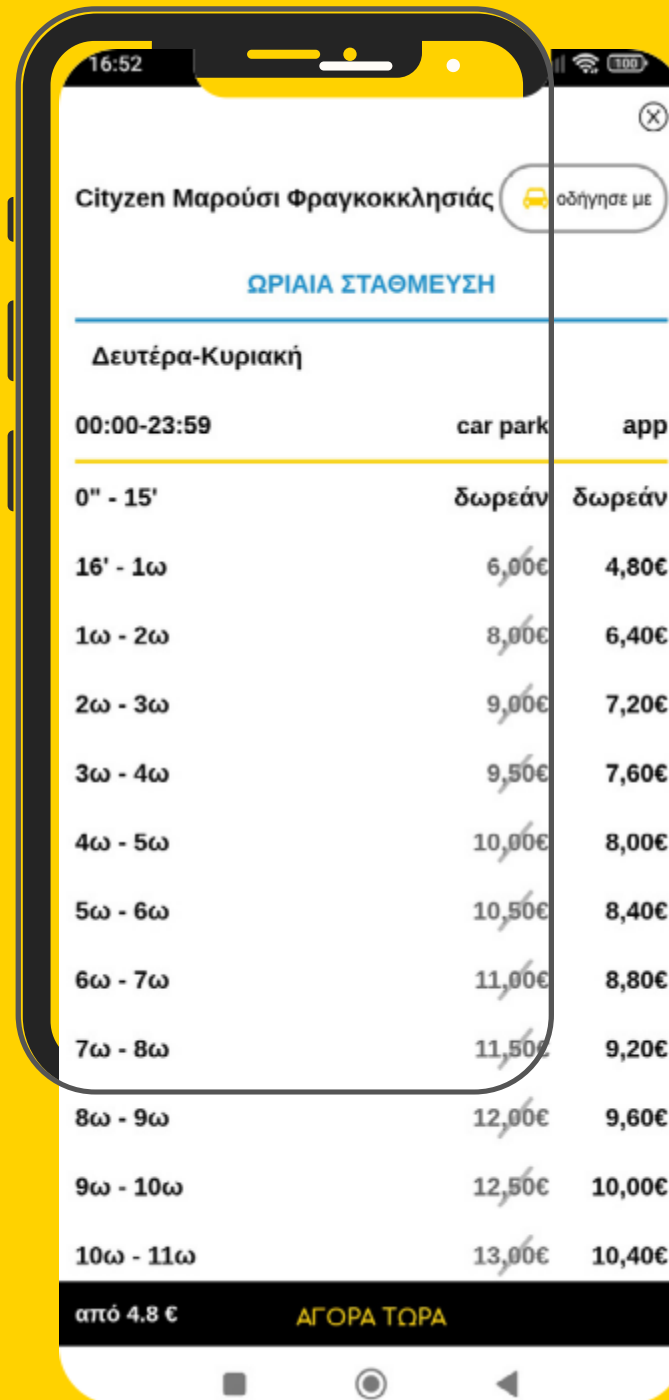 16:52 100
Cityzen Μαρούσι Φραγκοκκλησιάς οδήγησε με
ΩΡΙΑΙΑ ΣΤΑΘΜΕΥΣΗ
Δευτέρα-Κυριακή
00:00-23:59 car park app
0" - 15' δωρεάν δωρεάν
16' - 1ω 6,00€ 4,80€
1ω - 2ω 8,00€ 6,40€
2ω - 3ω 9,00€ 7,20€
3ω - 4ω 9,50€ 7,60€
4ω - 5ω 10,00€ 8,00€
5ω - 6ω 10,50€ 8,40€
6ω - 7ω 11,00€ 8,80€
7ω - 8ω 11,50€ 9,20€
8ω - 9ω 12,00€ 9,60€
9ω - 10ω 12,50€ 10,00€
10ω - 11ω 13,00€ 10,40€
από 4.8 € ΑΓΟΡΑ ΤΩΡΑ